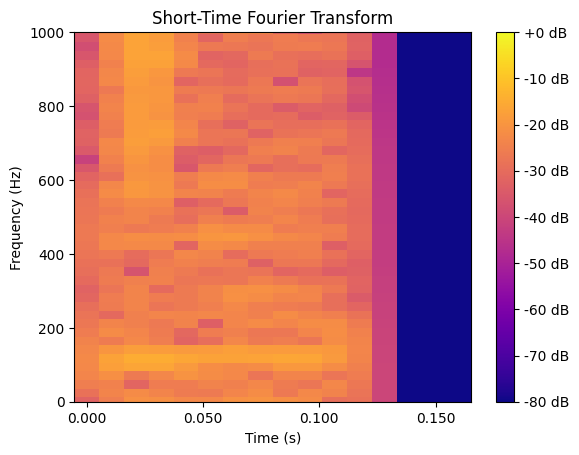 Short-Time Fourier Transform
1000
800
600
400
200
0
Frequency (Hz)
0.000
0.050
0.100
0.150
Time (s)
+0 dB
-10 dB
-20 dB
-30 dB
-40 dB
-50 dB
-60 dB
-70 dB
-80 dB